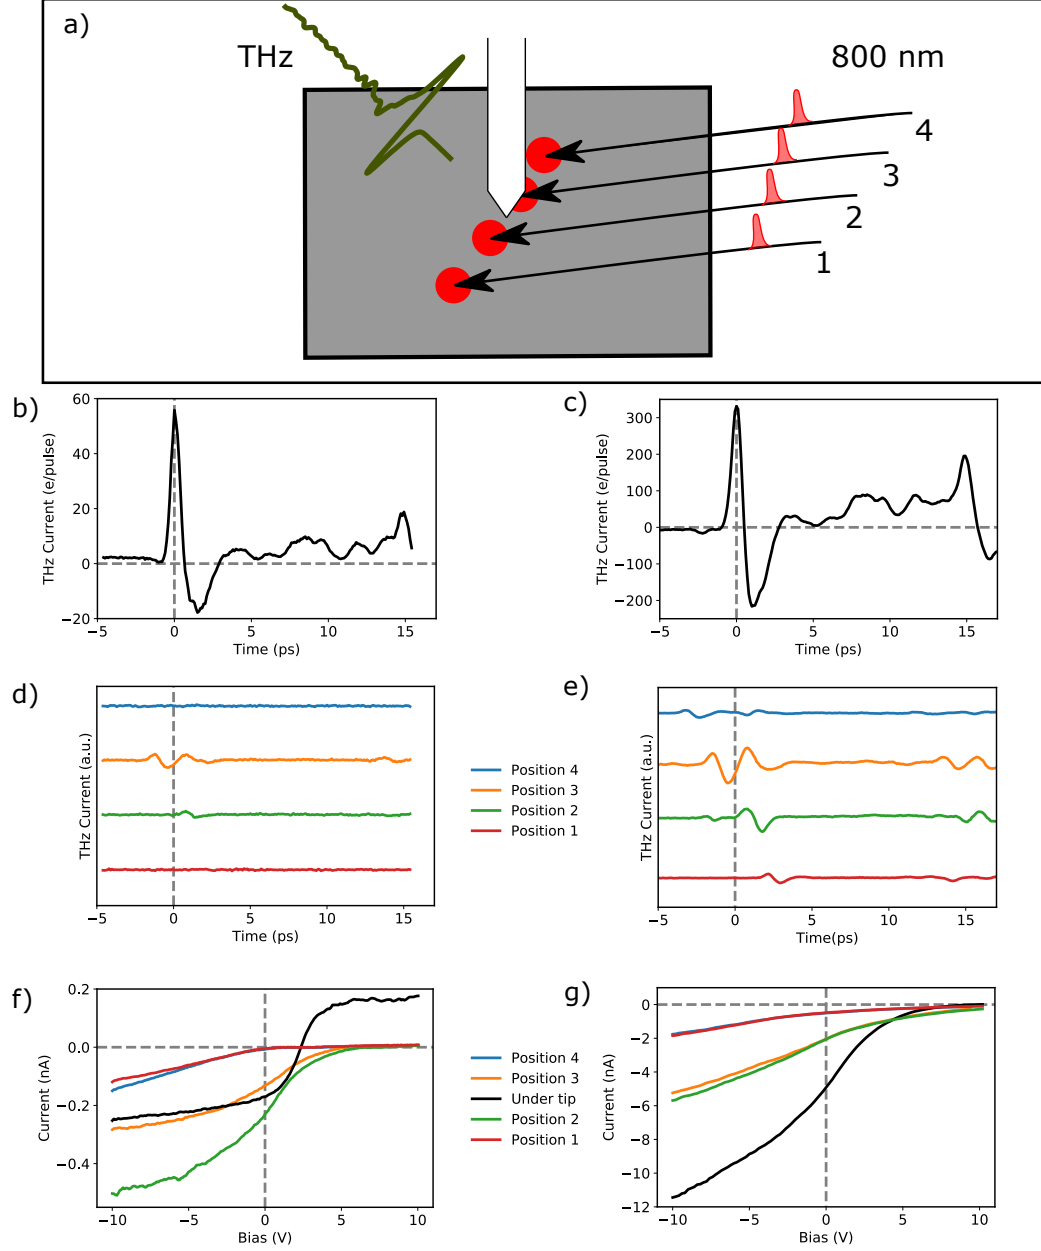 a)
THz
800 nm
4
3
2
1
b)
60
40
20
0
−20
THz Current (e/pulse)
−5
0
5
10
15
Time (ps)
c)
300
200
100
0
−100
−200
THz Current (e/pulse)
−5
0
5
10
15
Time (ps)
d)
THz Current (a.u.)
−5
0
5
10
15
Time (ps)
Position 4
Position 3
Position 2
Position 1
e)
THz Current (a.u.)
−5
0
5
10
15
Time(ps)
f)
0.2
0.0
−0.2
−0.4
Current (nA)
−10
−5
0
5
10
Bias (V)
Position 4
Position 3
Under tip
Position 2
Position 1
g)
0
−2
−4
−6
−8
−10
−12
Current (nA)
−10
−5
0
5
10
Bias (V)